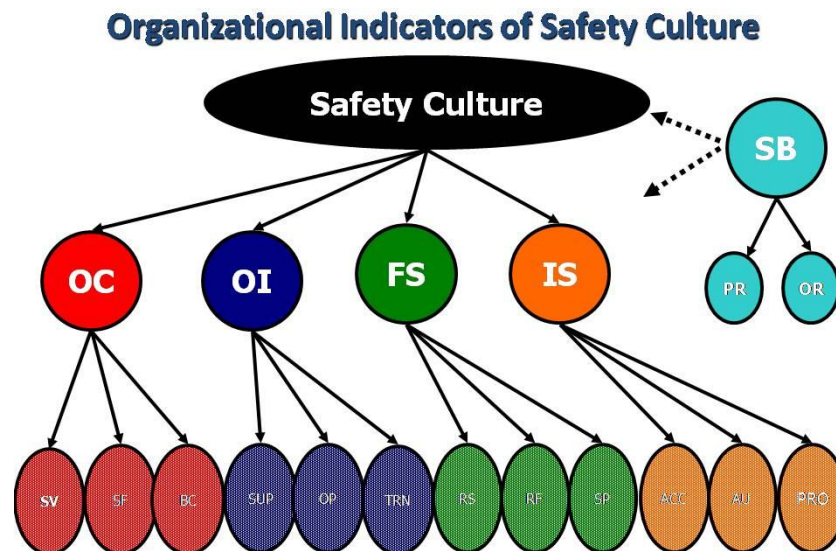 Organizational Indicators of Safety Culture
Safety Culture
SB
OC
OI
FS
IS
PR
OR
SV
SF
BC
SUP
OP
TRN
RS
RF
SP
ACC
AU
PRO